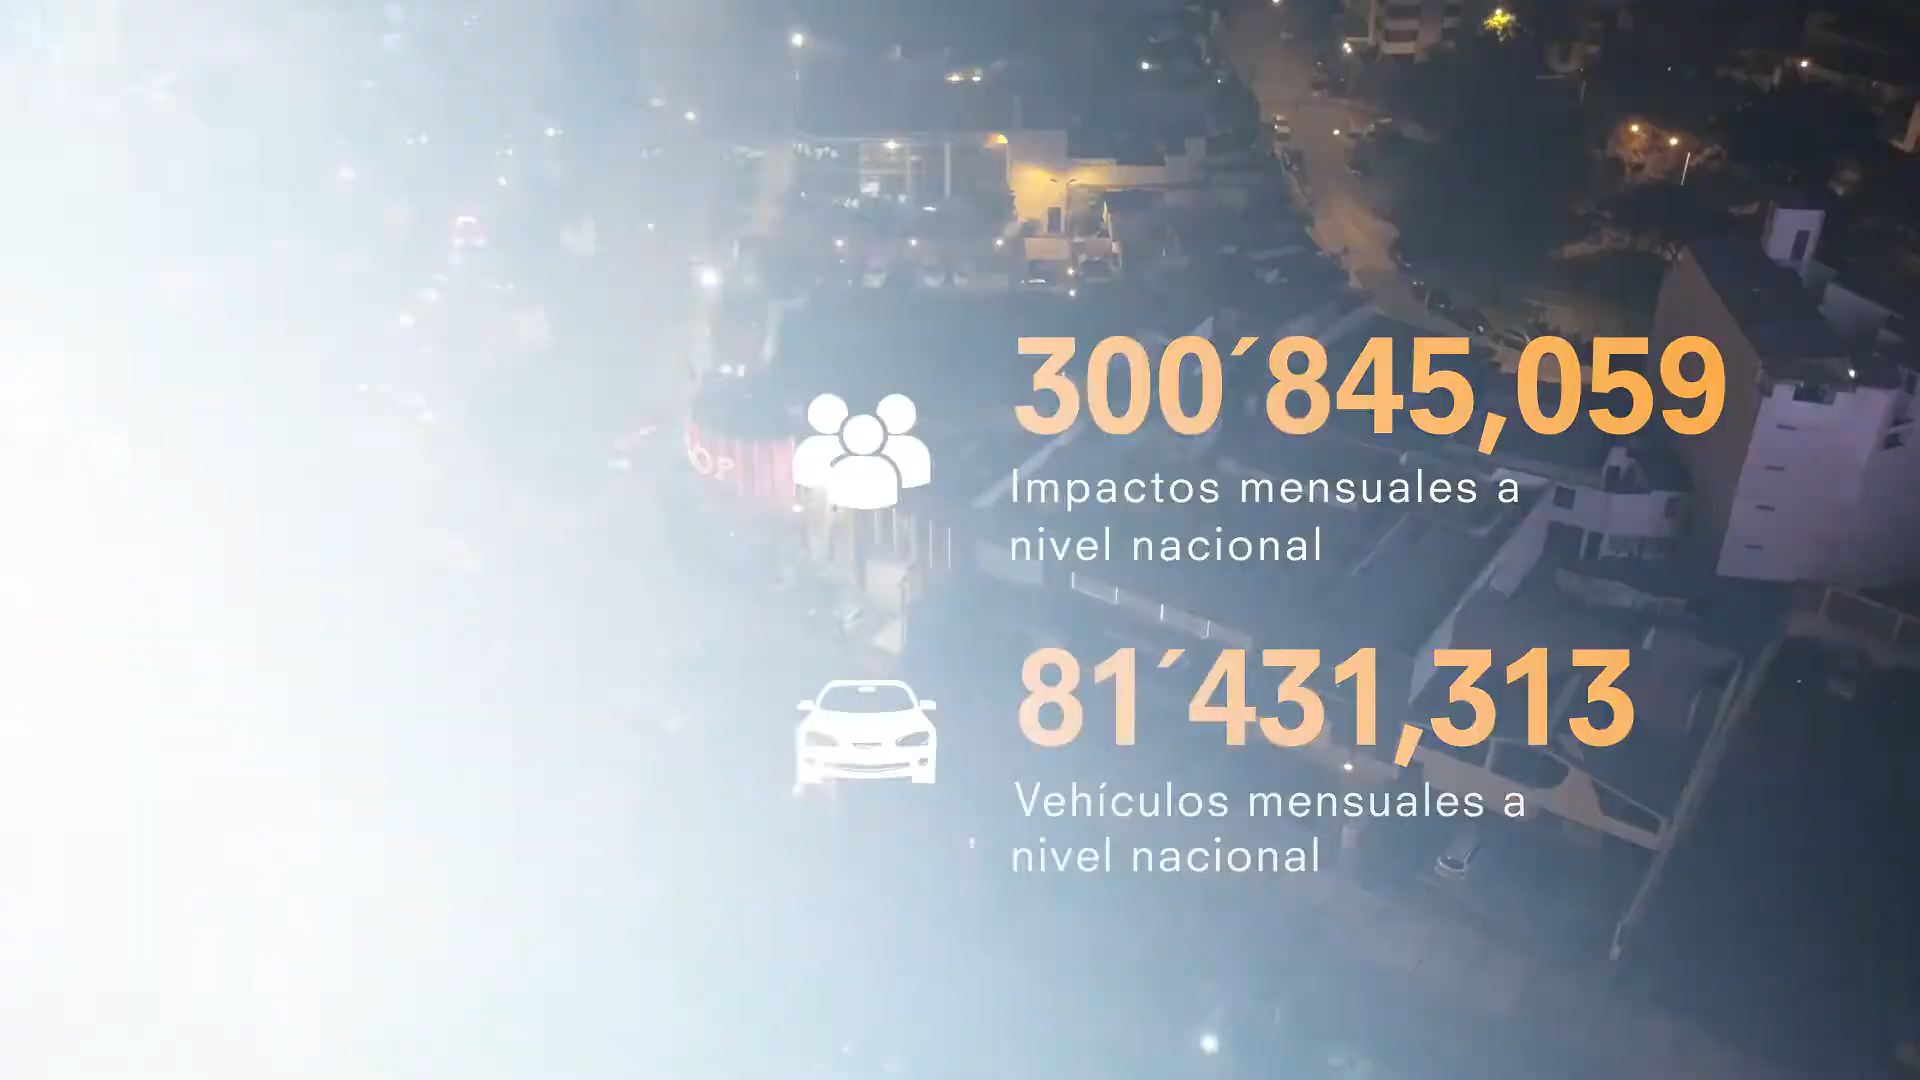 300´845,059
Impactos mensuales a
nivel nacional
81´431,313
Vehículos mensuales a
nivel nacional